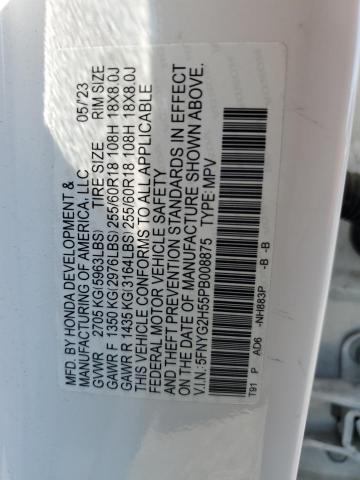 MFD. BY HONDA DEVELOPMENT &
MANUFACTURING OF AMERICA, LLC 05/23
GVWR 2705 KG(5963LBS) TIRE SIZE RIM SIZE
GAWR F 1350 KG(2976LBS) 255/60R18 108H 18X8.0J
GAWR R 1435 KG(3164LBS) 255/60R18 108H 18X8.0J
THIS VEHICLE CONFORMS TO ALL APPLICABLE
FEDERAL MOTOR VEHICLE SAFETY
AND THEFT PREVENTION STANDARDS IN EFFECT
ON THE DATE OF MANUFACTURE SHOWN ABOVE.
V.I.N.:5FNYG2H55PB008875 TYPE:MPV
T91 P AD6 -NH883P -B -B